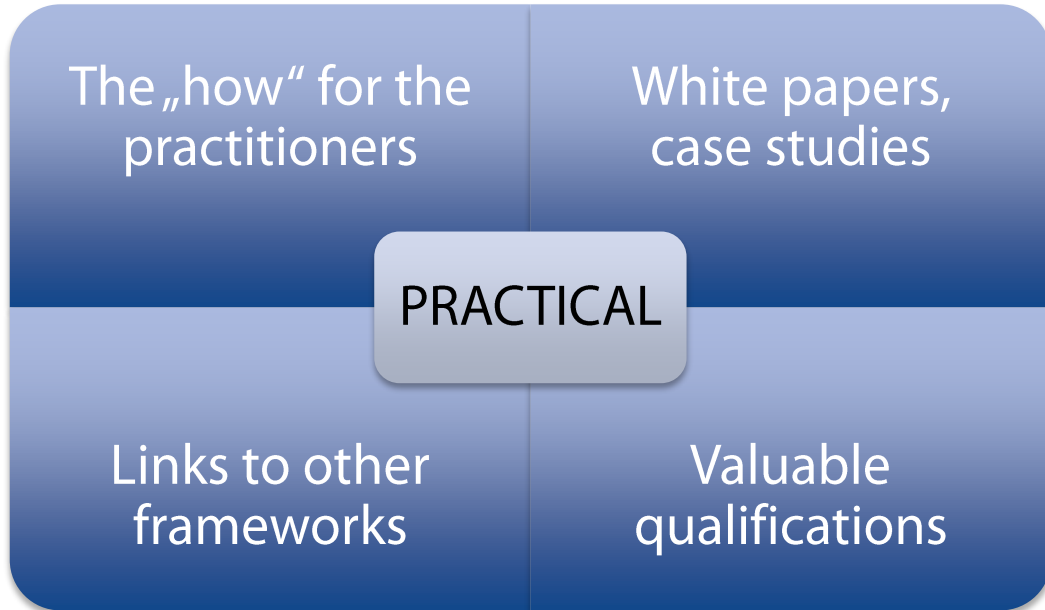 The „how“ for the
practitioners
White papers,
case studies
PRACTICAL
Links to other
frameworks
Valuable
qualifications